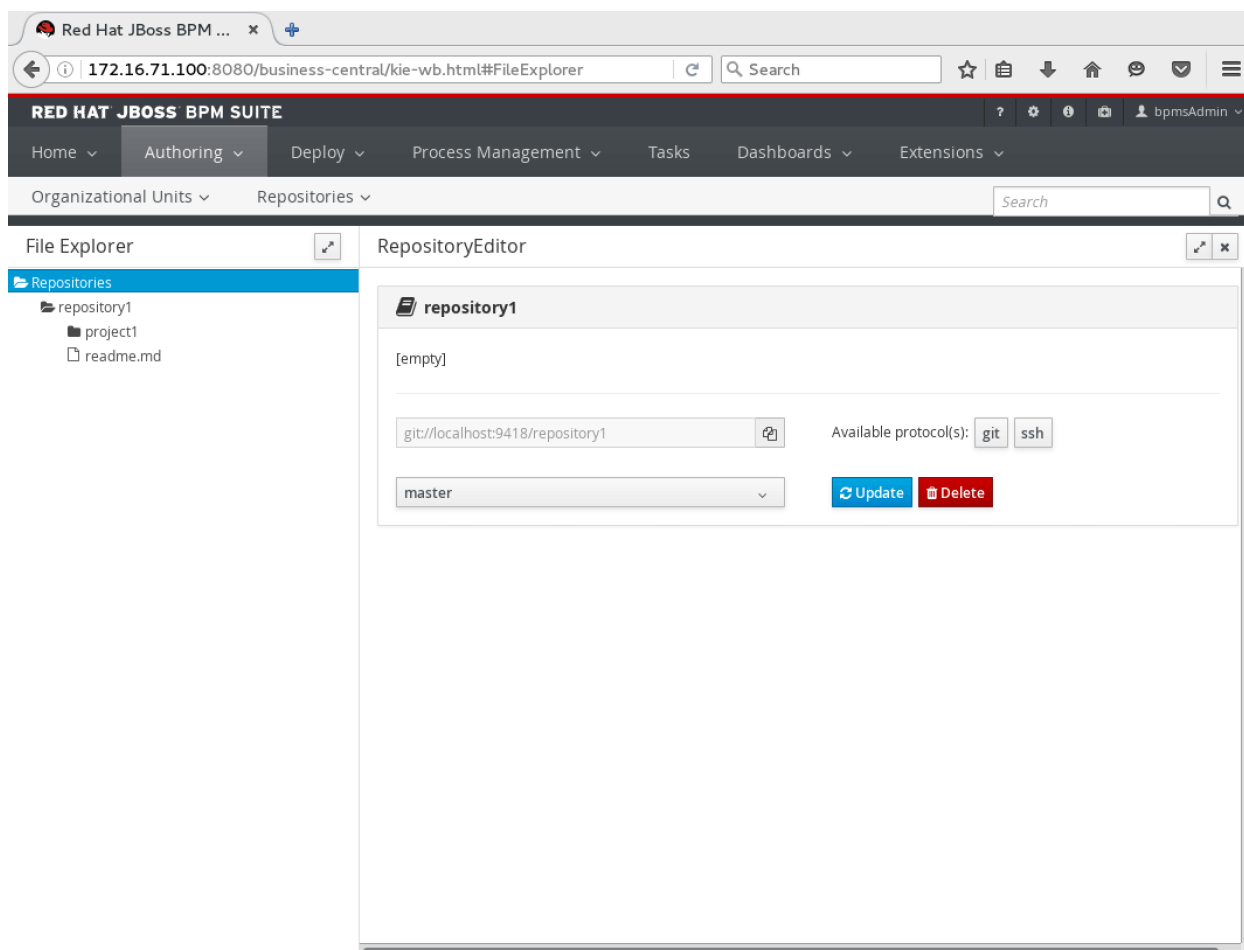 Red Hat JBoss BPM ...
172.16.71.100:8080/business-central/kie-wb.html#FileExplorer
Search
RED HAT JBOSS BPM SUITE
bpmsAdmin
Home Authoring Deploy Process Management Tasks Dashboards Extensions
Organizational Units Repositories
Search
File Explorer
RepositoryEditor
Repositories
repository1
project1
readme.md
repository1
[empty]
git://localhost:9418/repository1
Available protocol(s): git ssh
master
Update Delete